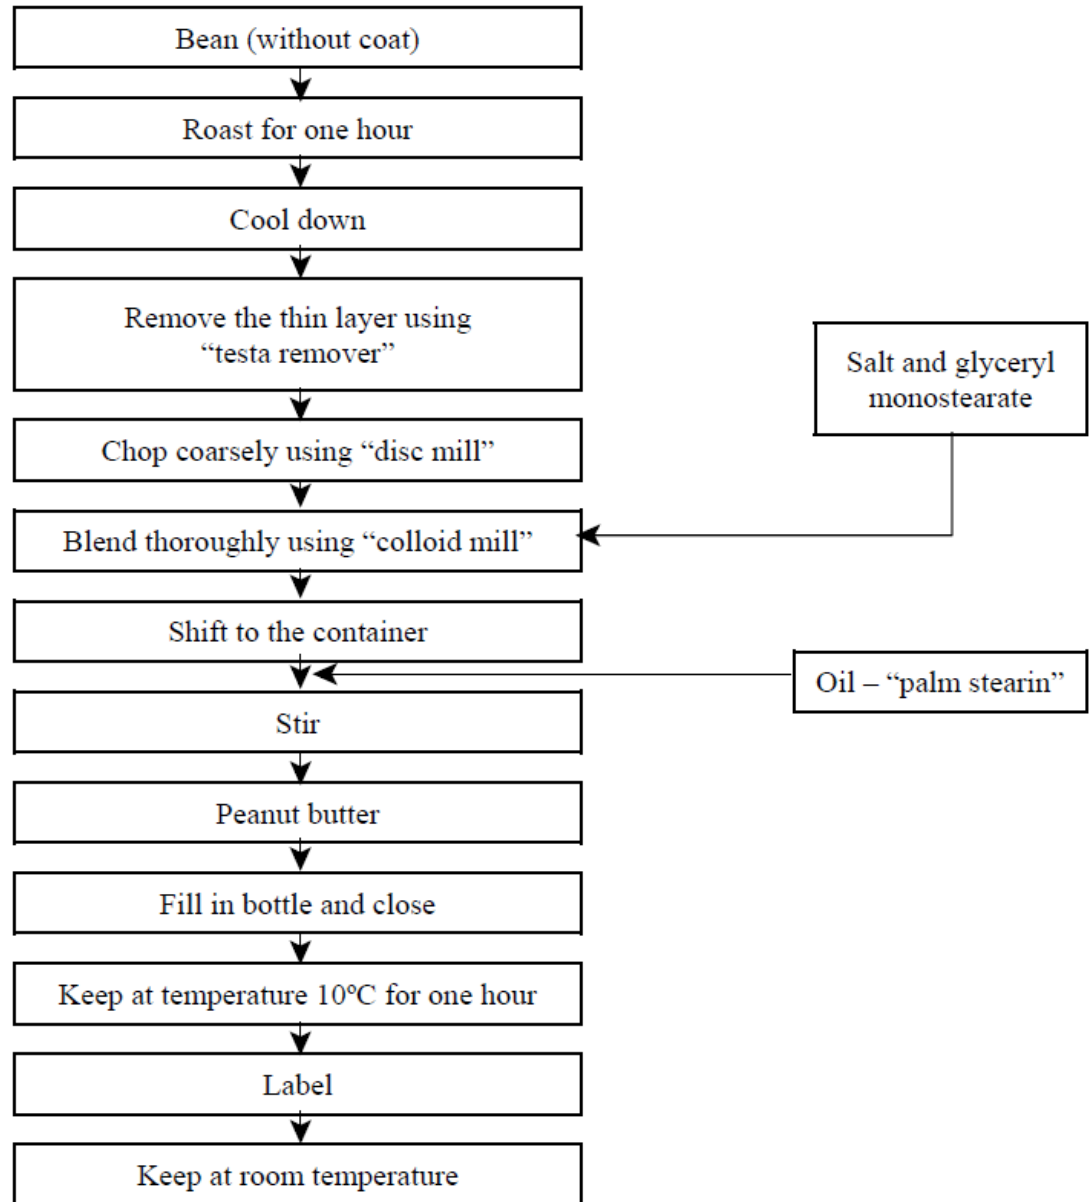 Bean (without coat)
Roast for one hour
Cool down
Remove the thin layer using
“testa remover”
Salt and glyceryl
monostearate
Chop coarsely using “disc mill”
Blend thoroughly using “colloid mill”
Shift to the container
Oil – “palm stearin”
Stir
Peanut butter
Fill in bottle and close
Keep at temperature 10ºC for one hour
Label
Keep at room temperature